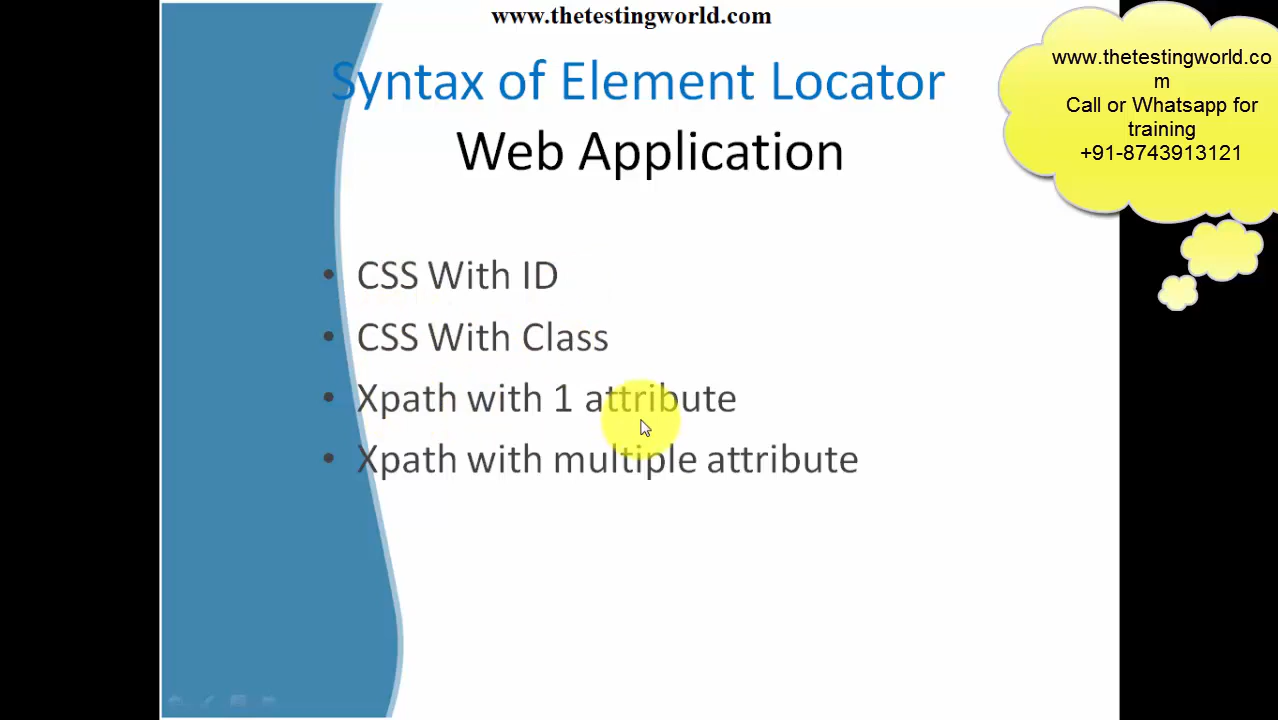 www.thetestingworld.com
Syntax of Element Locator
Web Application
• CSS With ID
• CSS With Class
• Xpath with 1 attribute
• Xpath with multiple attribute
www.thetestingworld.co
m
Call or Whatsapp for
training
+91-8743913121